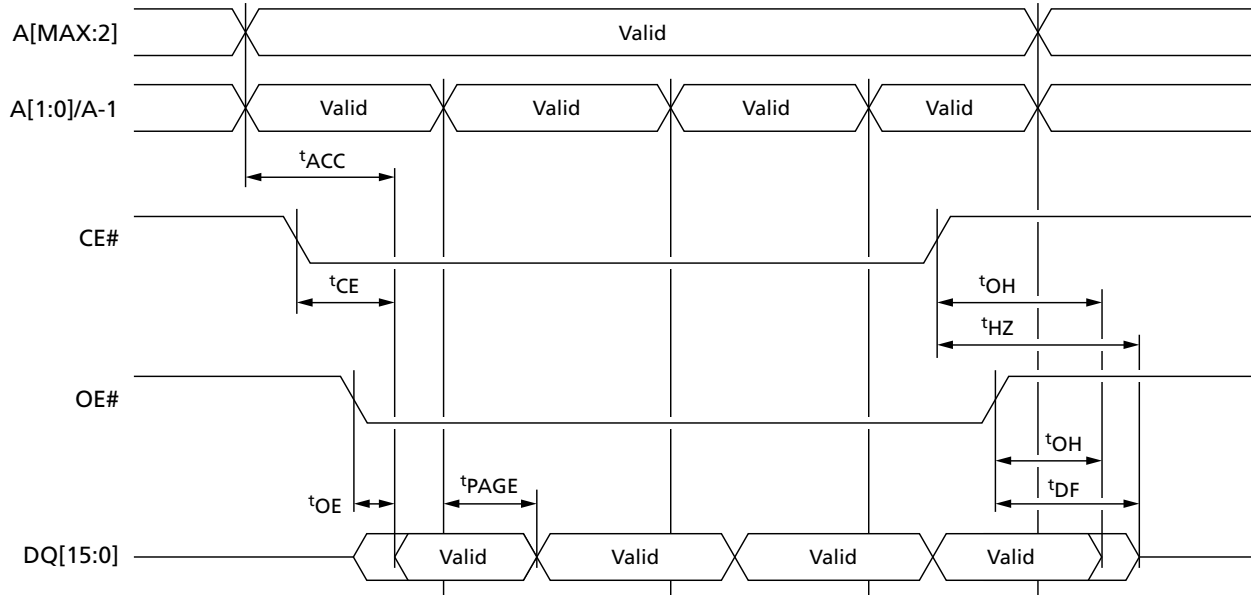 A[MAX:2]
Valid
A[1:0]/A-1
Valid
Valid
Valid
Valid
tACC
CE#
tCE
tOH
tHZ
OE#
tOH
tPAGE
tDF
tOE
DQ[15:0]
Valid
Valid
Valid
Valid